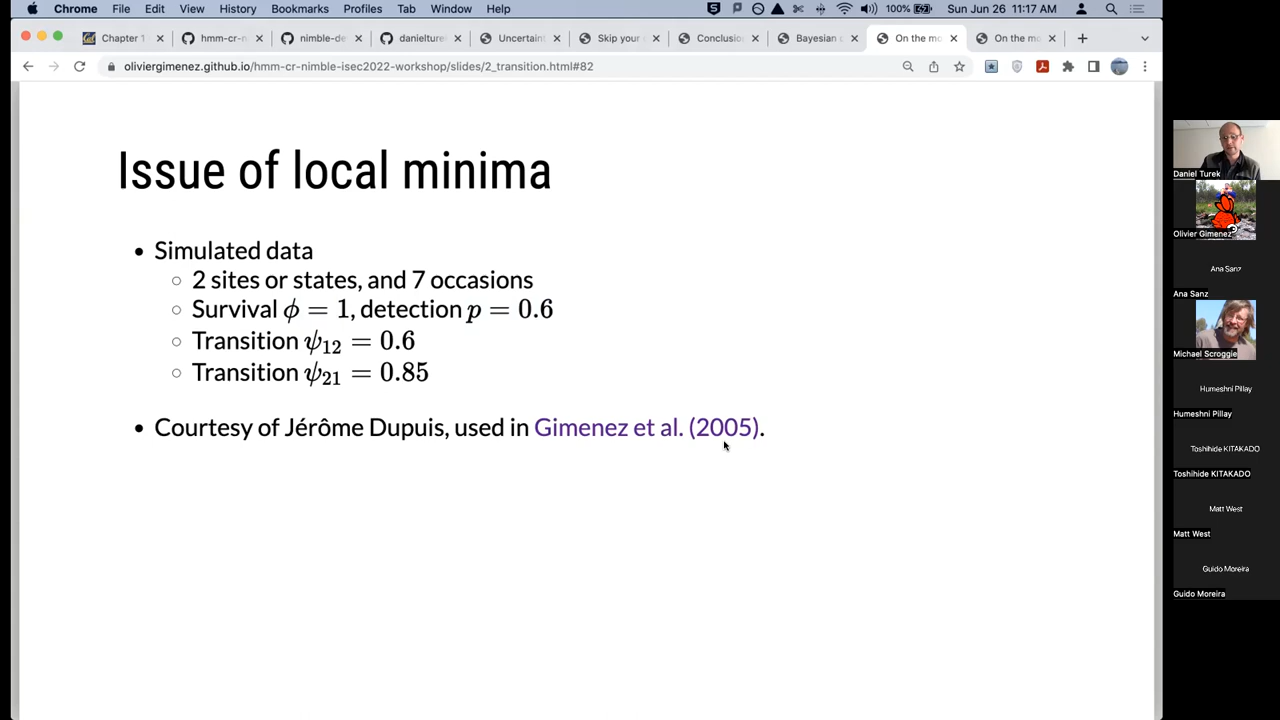 Chrome File Edit View History Bookmarks Profiles Tab Window Help 100% Sun Jun 26 11:17 AM
Chapter 1 hmm-cr-n nimble-de danielture Uncertaint Skip your Conclusion Bayesian c On the mo On the mo
oliviergimenez.github.io/hmm-cr-nimble-isec2022-workshop/slides/2_transition.html#82
Issue of local minima
• Simulated data
○ 2 sites or states, and 7 occasions
○ Survival ϕ = 1, detection p = 0.6
○ Transition ψ₁₂ = 0.6
○ Transition ψ₂₁ = 0.85
• Courtesy of Jérôme Dupuis, used in Gimenez et al. (2005).
Daniel Turek
Olivier Gimenez
Ana Sanz
Ana Sanz
Michael Scroggie
Humeshni Pillay
Humeshni Pillay
Toshihide KITAKADO
Toshihide KITAKADO
Matt West
Matt West
Guido Moreira
Guido Moreira